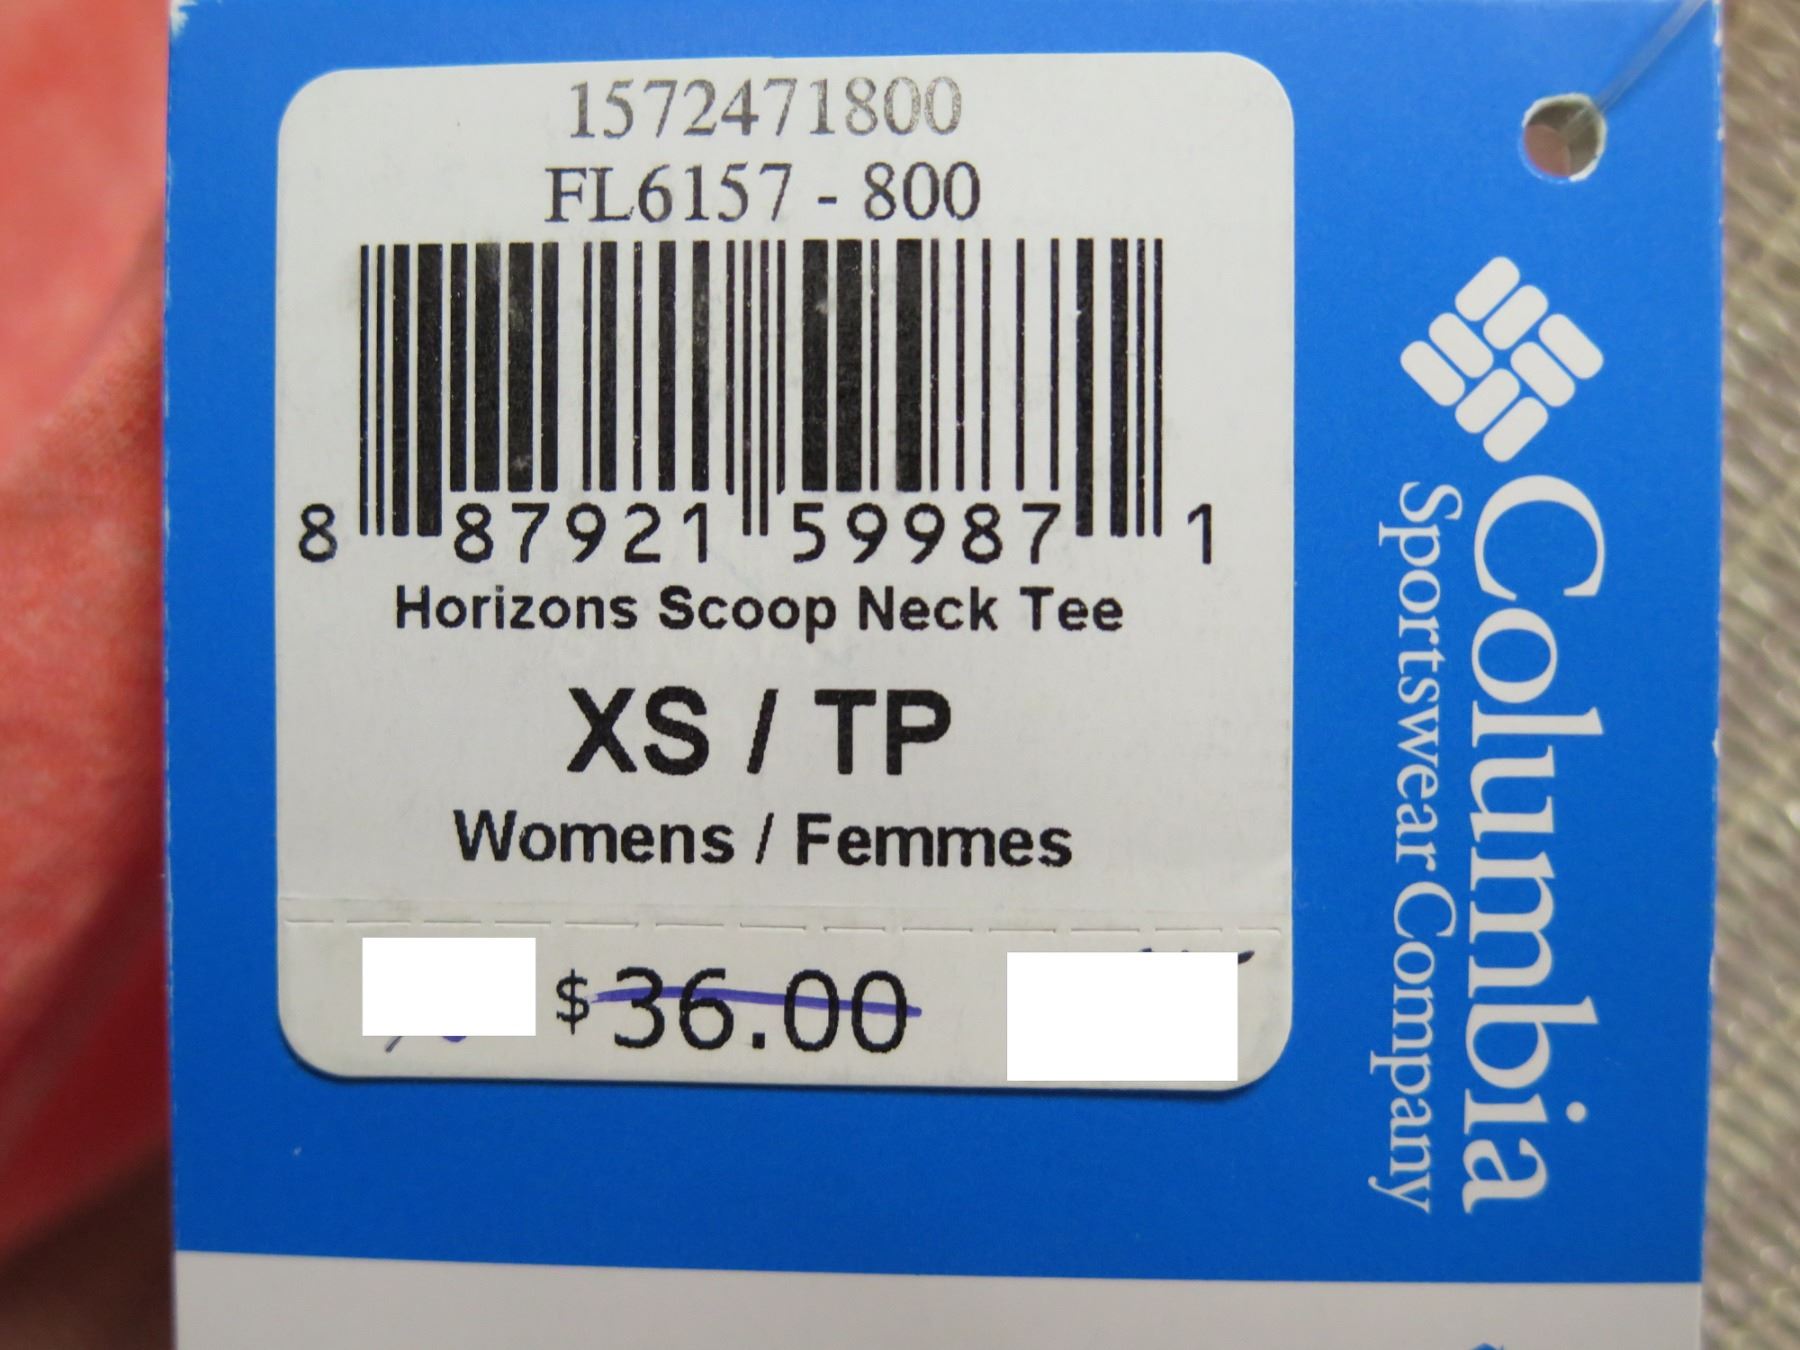 1572471800
FL6157 - 800
8 87921 59987 1
Horizons Scoop Neck Tee
XS / TP
Womens / Femmes
$36.00
Columbia
Sportswear Company